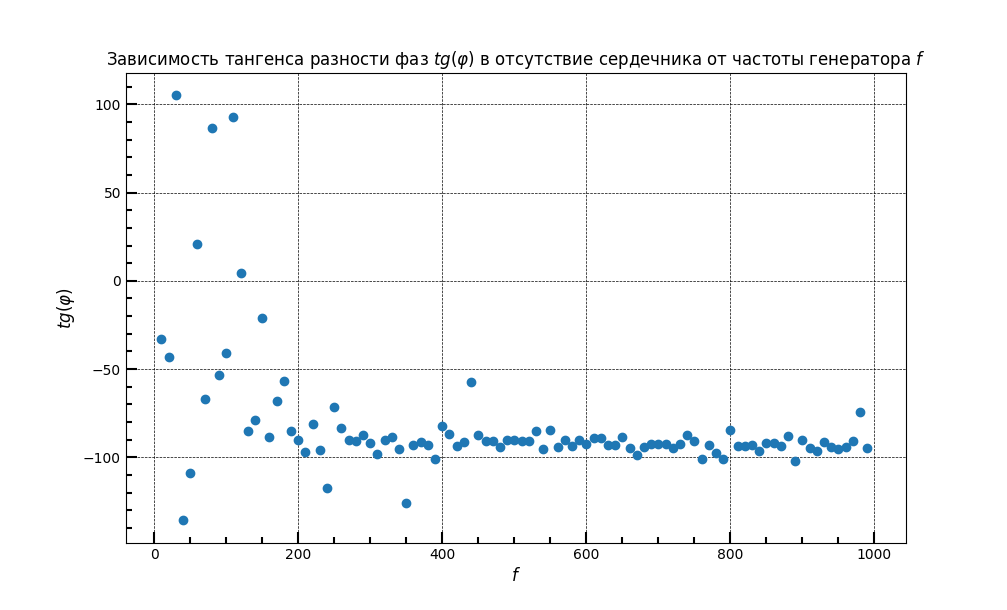 Зависимость тангенса разности фаз tg(φ) в отсутствие сердечника от частоты генератора f
100
50
0
−50
−100
tg(φ)
0 200 400 600 800 1000
f